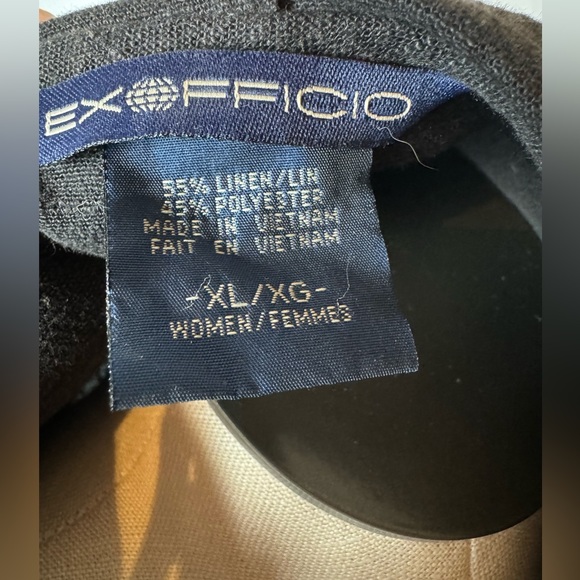 EXOFFICIO
55% LINEN/LIN
45% POLYESTER
MADE IN VIETNAM
FAIT EN VIETNAM
-XL/XG-
WOMEN/FEMMES